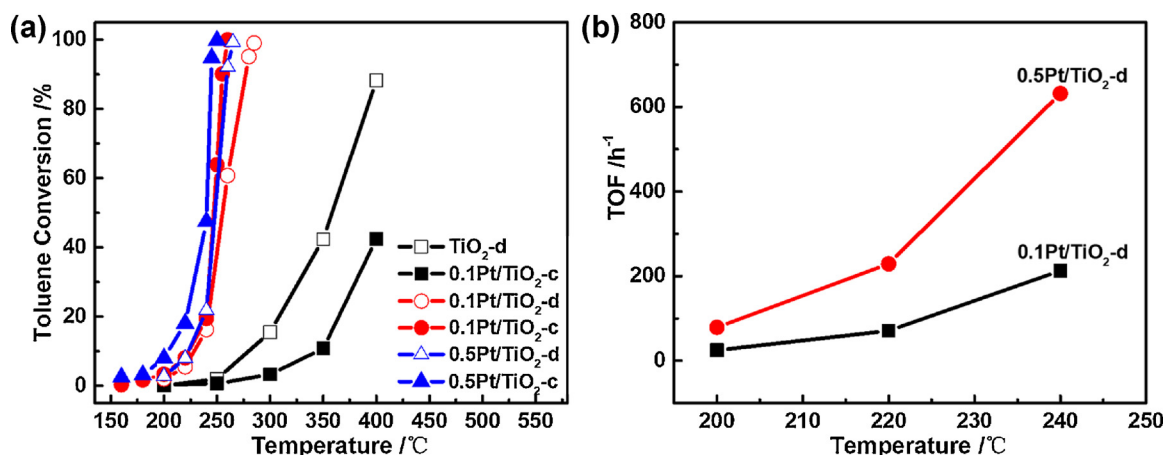 (a)
Toluene Conversion /%
100
80
60
40
20
0
150 200 250 300 350 400 450 500 550
Temperature /℃
TiO₂-d
0.1Pt/TiO₂-c
0.1Pt/TiO₂-d
0.1Pt/TiO₂-c
0.5Pt/TiO₂-d
0.5Pt/TiO₂-c
(b)
TOF /h⁻¹
800
600
400
200
0
200 210 220 230 240 250
Temperature /℃
0.5Pt/TiO₂-d
0.1Pt/TiO₂-d